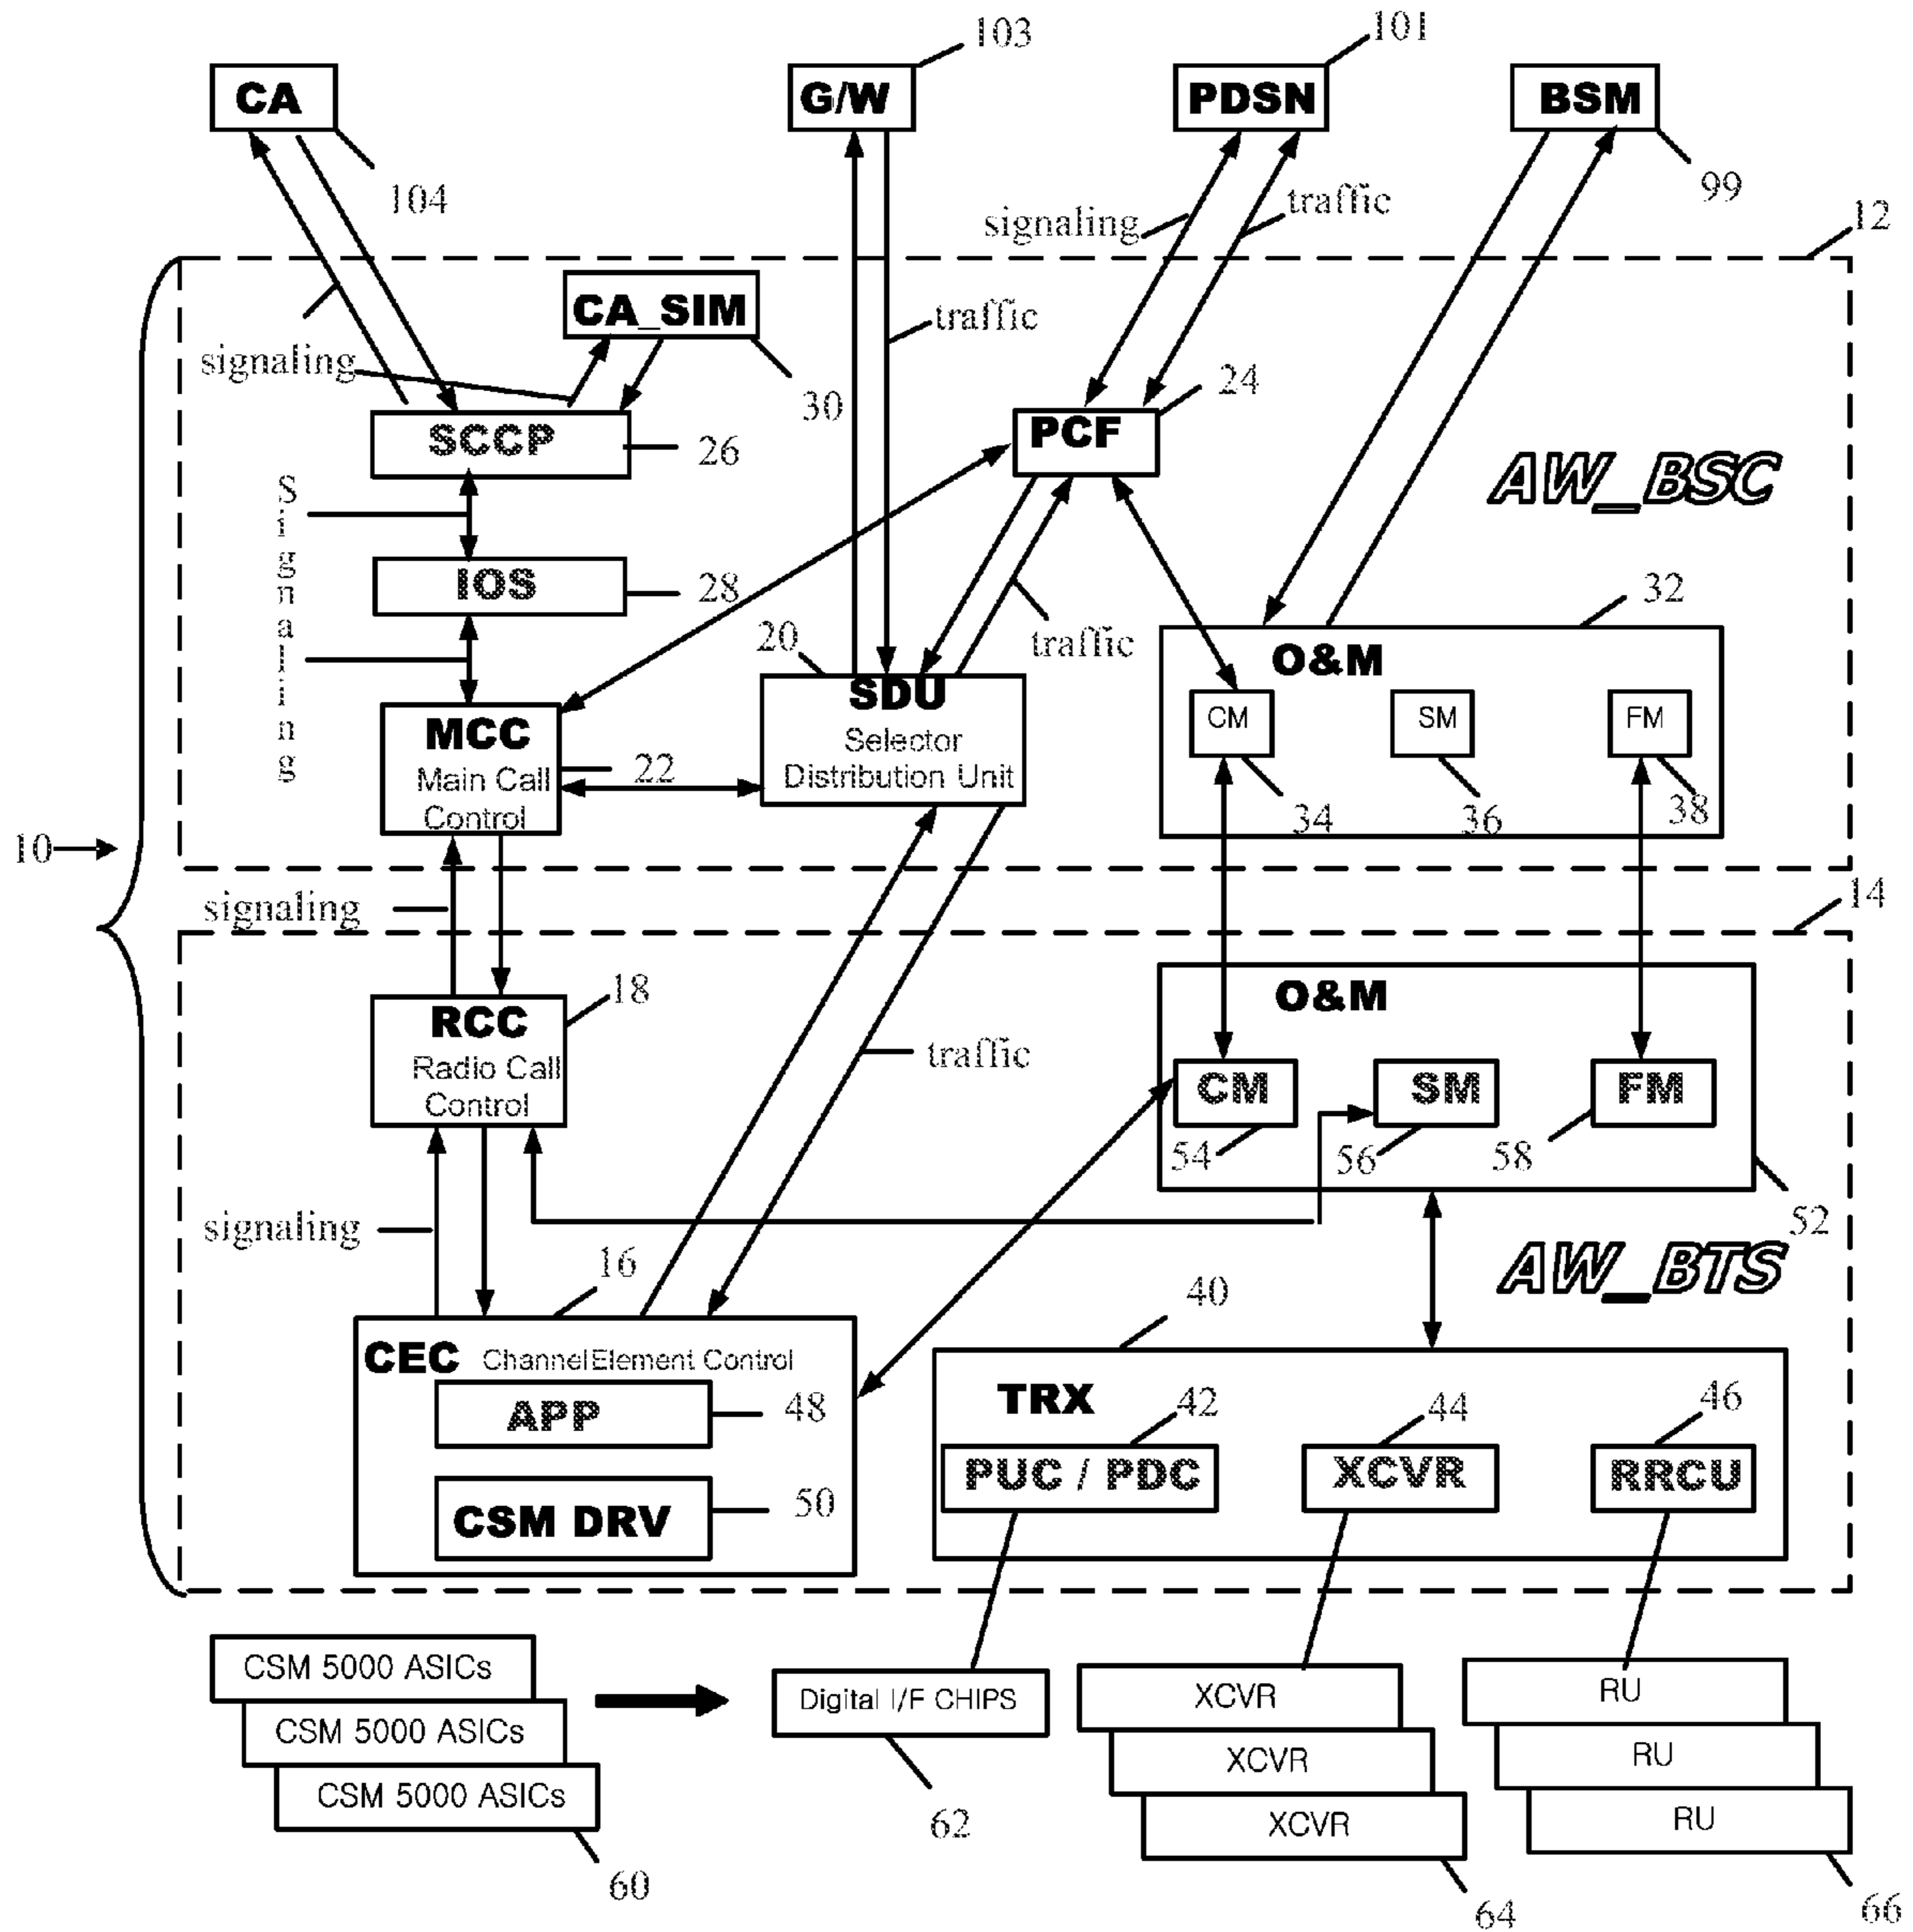 103
101
CA
G/W
PDSN
BSM
104
99
signaling
traffic
12
CA_SIM
traffic
signaling
30
24
SCCP
26
PCF
AW_BSC
Signaling
IOS
28
32
20
traffic
O&M
SDU
Selector
Distribution Unit
MCC
Main Call
Control
22
CM
SM
FM
34
36
38
10
signaling
14
18
RCC
Radio Call
Control
O&M
traffic
CM
SM
FM
54
56
58
signaling
52
16
AW_BTS
40
CEC Channel Element Control
APP
48
TRX
42
44
46
CSM DRV
50
PUC / PDC
XCVR
RRCU
CSM 5000 ASICs
CSM 5000 ASICs
CSM 5000 ASICs
Digital I/F CHIPS
XCVR
XCVR
XCVR
RU
RU
RU
60
62
64
66